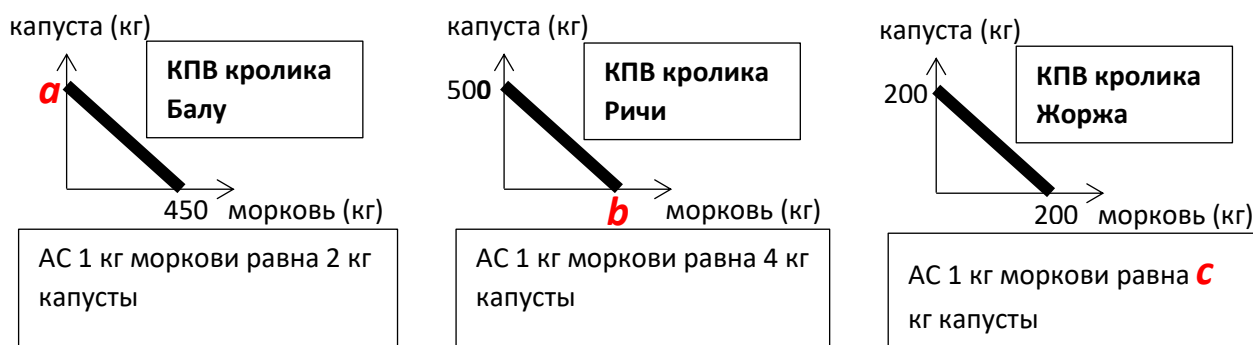 капуста (кг)
КПВ кролика
Балу
a
450 морковь (кг)
АС 1 кг моркови равна 2 кг
капусты
капуста (кг)
КПВ кролика
Ричи
500
b
морковь (кг)
АС 1 кг моркови равна 4 кг
капусты
капуста (кг)
КПВ кролика
Жоржа
200
200 морковь (кг)
АС 1 кг моркови равна c
кг капусты